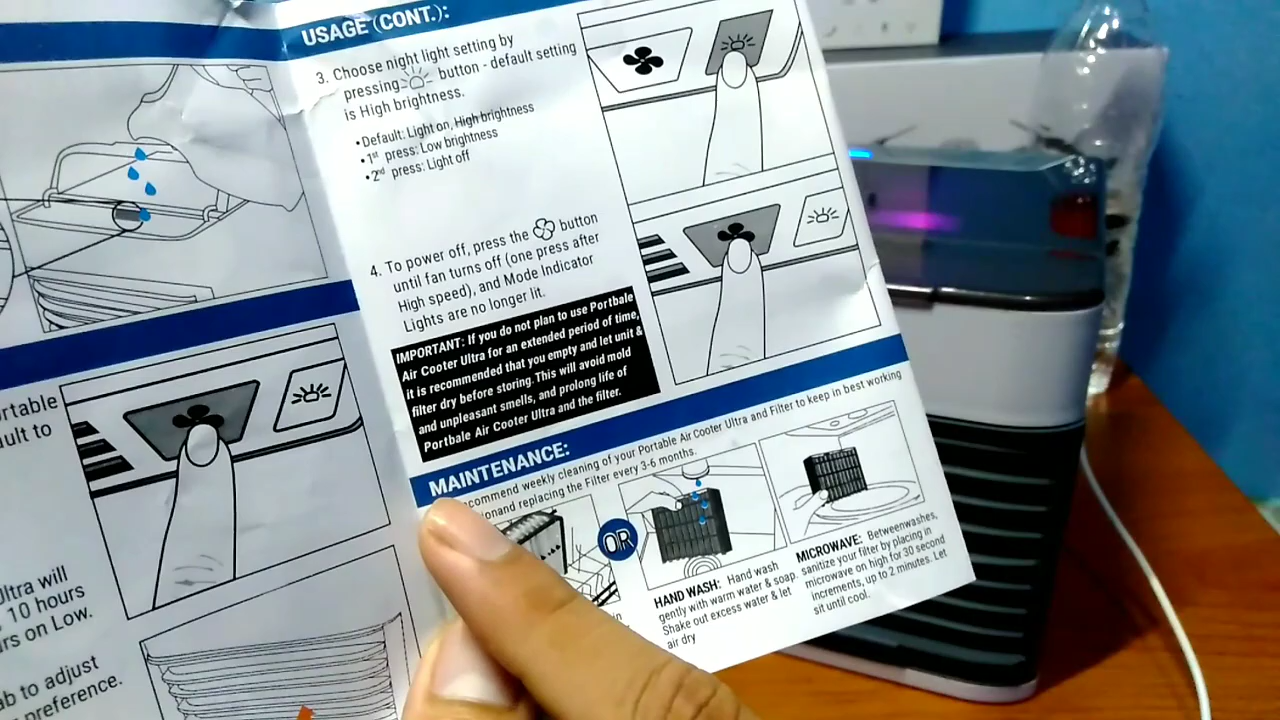 USAGE (CONT.):
3. Choose night light setting by
pressing button - default setting
is High brightness.
•Default: Light on, High brightness
•1st press: Low brightness
•2nd press: Light off
4. To power off, press the button
until fan turns off (one press after
High speed), and Mode Indicator
Lights are no longer lit.
IMPORTANT: If you do not plan to use Portbale
Air Cooter Ultra for an extended period of time,
it is recommended that you empty and let unit &
filter dry before storing. This will avoid mold
and unpleasant smells, and prolong life of
Portbale Air Cooter Ultra and the filter.
MAINTENANCE:
ecommend weekly cleaning of your Portable Air Cooter Ultra and Filter to keep in best working
ionand replacing the Filter every 3-6 months.
OR
HAND WASH: Hand wash
gently with warm water & soap.
Shake out excess water & let
air dry
MICROWAVE: Betweenwashes,
sanitize your filter by placing in
microwave on high for 30 second
increments, up to 2 minutes. Let
sit until cool.
ortable
ault to
Ultra will
10 hours
urs on Low.
ab to adjust
preference.